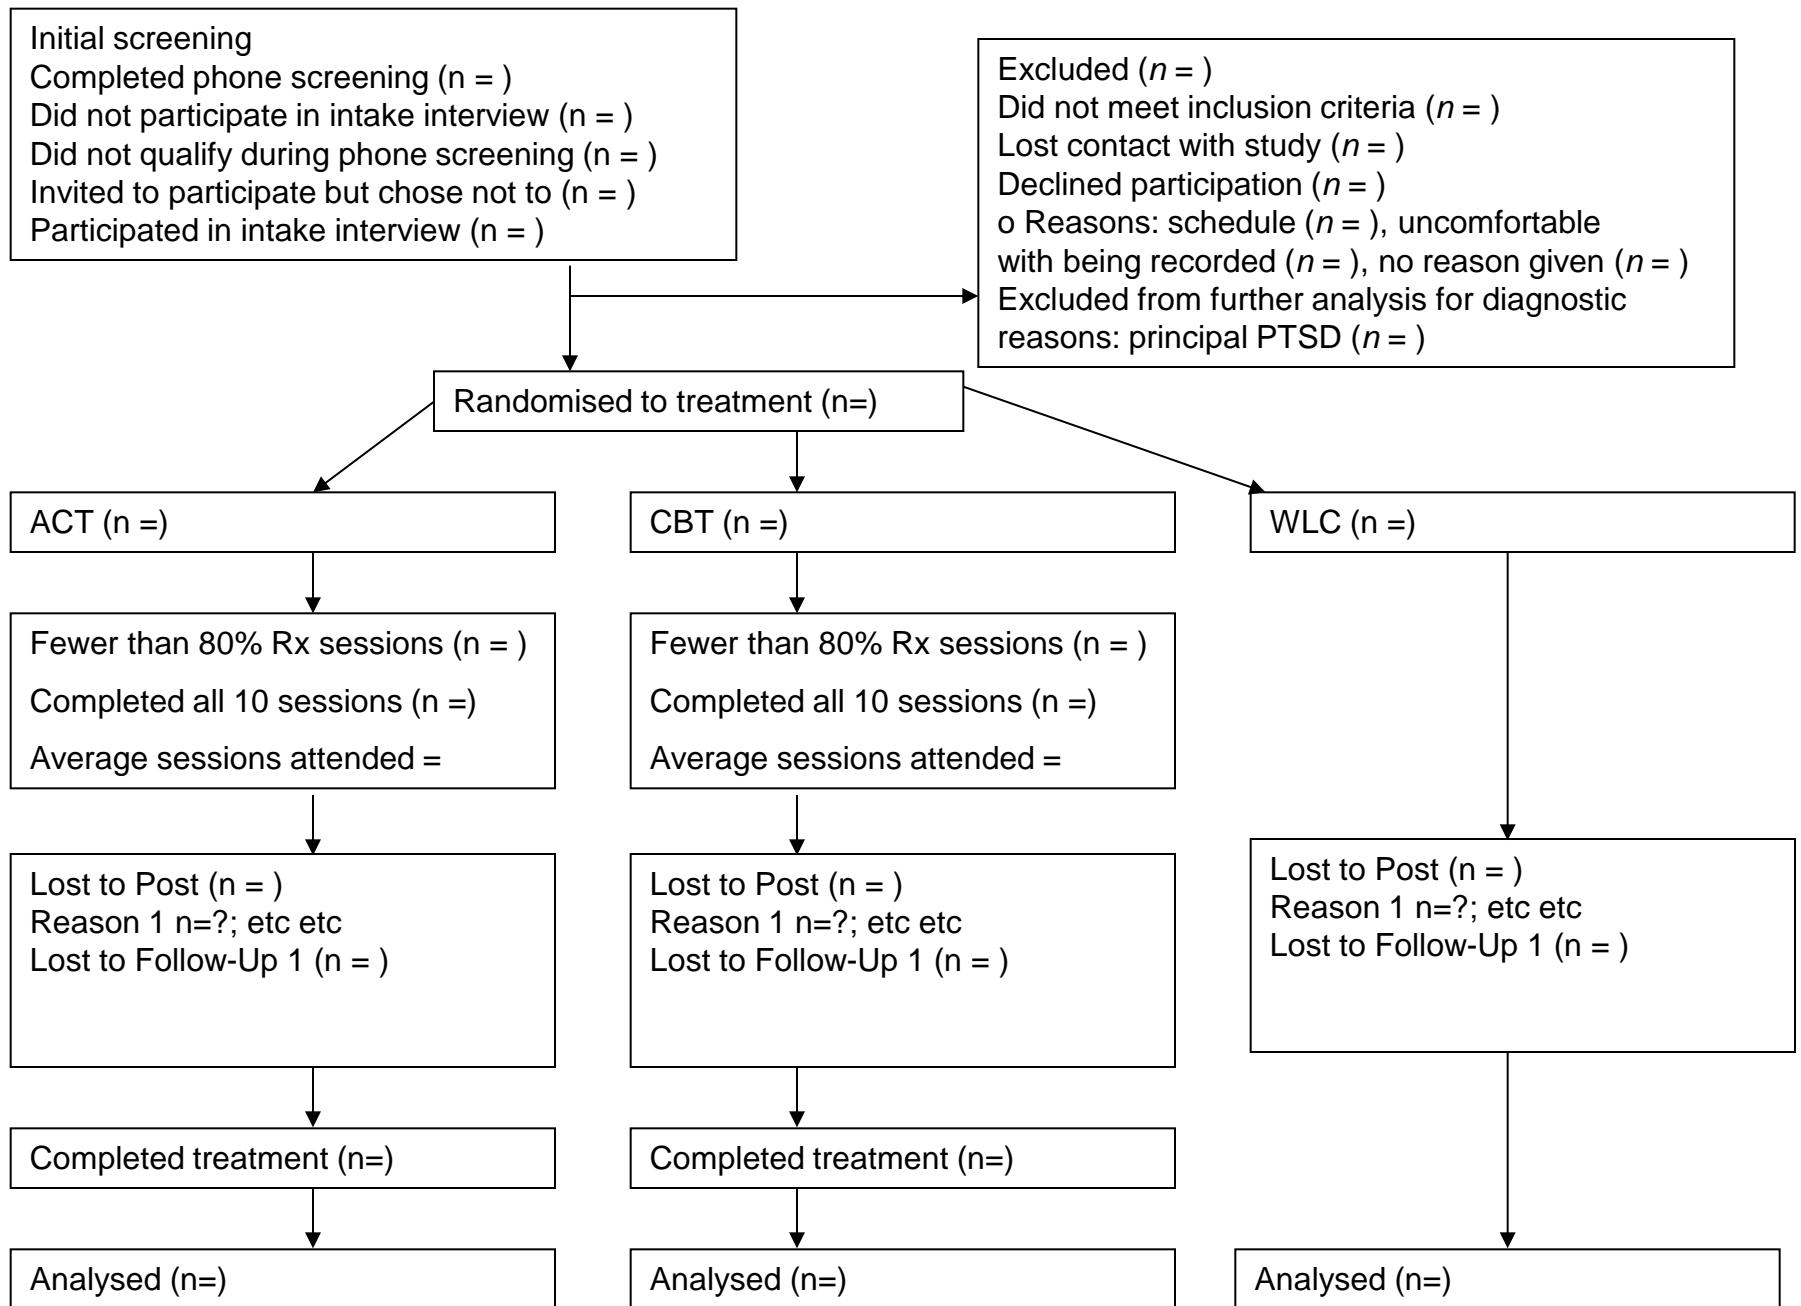 Initial screening
Completed phone screening (n = )
Did not participate in intake interview (n = )
Did not qualify during phone screening (n = )
Invited to participate but chose not to (n = )
Participated in intake interview (n = )
Excluded (n = )
Did not meet inclusion criteria (n = )
Lost contact with study (n = )
Declined participation (n = )
o Reasons: schedule (n = ), uncomfortable
with being recorded (n = ), no reason given (n = )
Excluded from further analysis for diagnostic
reasons: principal PTSD (n = )
Randomised to treatment (n=)
ACT (n =)
CBT (n =)
WLC (n =)
Fewer than 80% Rx sessions (n = )
Completed all 10 sessions (n =)
Average sessions attended =
Fewer than 80% Rx sessions (n = )
Completed all 10 sessions (n =)
Average sessions attended =
Lost to Post (n = )
Reason 1 n=?; etc etc
Lost to Follow-Up 1 (n = )
Lost to Post (n = )
Reason 1 n=?; etc etc
Lost to Follow-Up 1 (n = )
Lost to Post (n = )
Reason 1 n=?; etc etc
Lost to Follow-Up 1 (n = )
Completed treatment (n=)
Completed treatment (n=)
Analysed (n=)
Analysed (n=)
Analysed (n=)